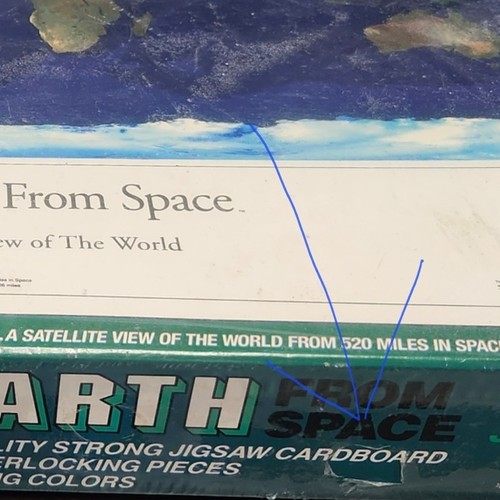 From Space
ew of The World
A SATELLITE VIEW OF THE WORLD FROM 520 MILES IN SPAC
ARTH FROM
SPACE
LITY STRONG JIGSAW CARDBOARD
ERLOCKING PIECES
NG COLORS